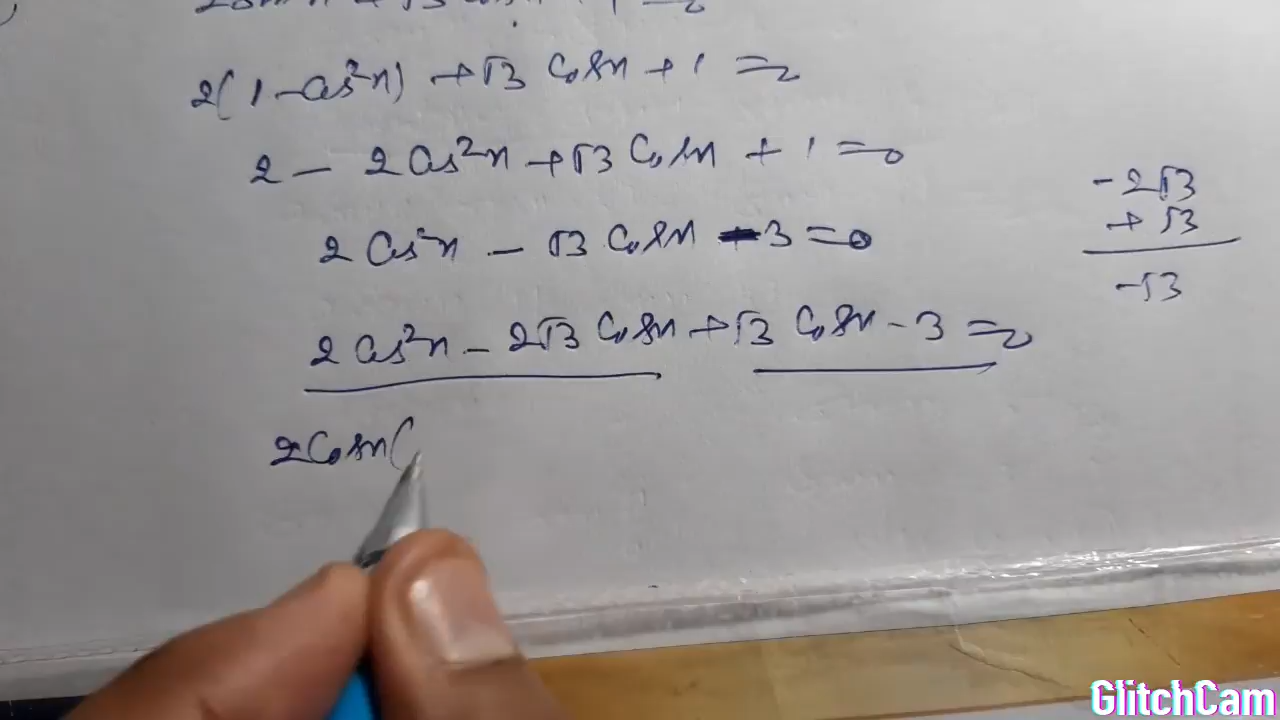 2(1-cos²x) +√3 cosx+1=0
2 - 2cos²x +√3 cosx + 1=0
2cos²x - √3 cosx - 3=0
-2√3
+√3
-√3
2cos²x - 2√3 cosx+√3 cosx-3=0
2cosx(
GlitchCam